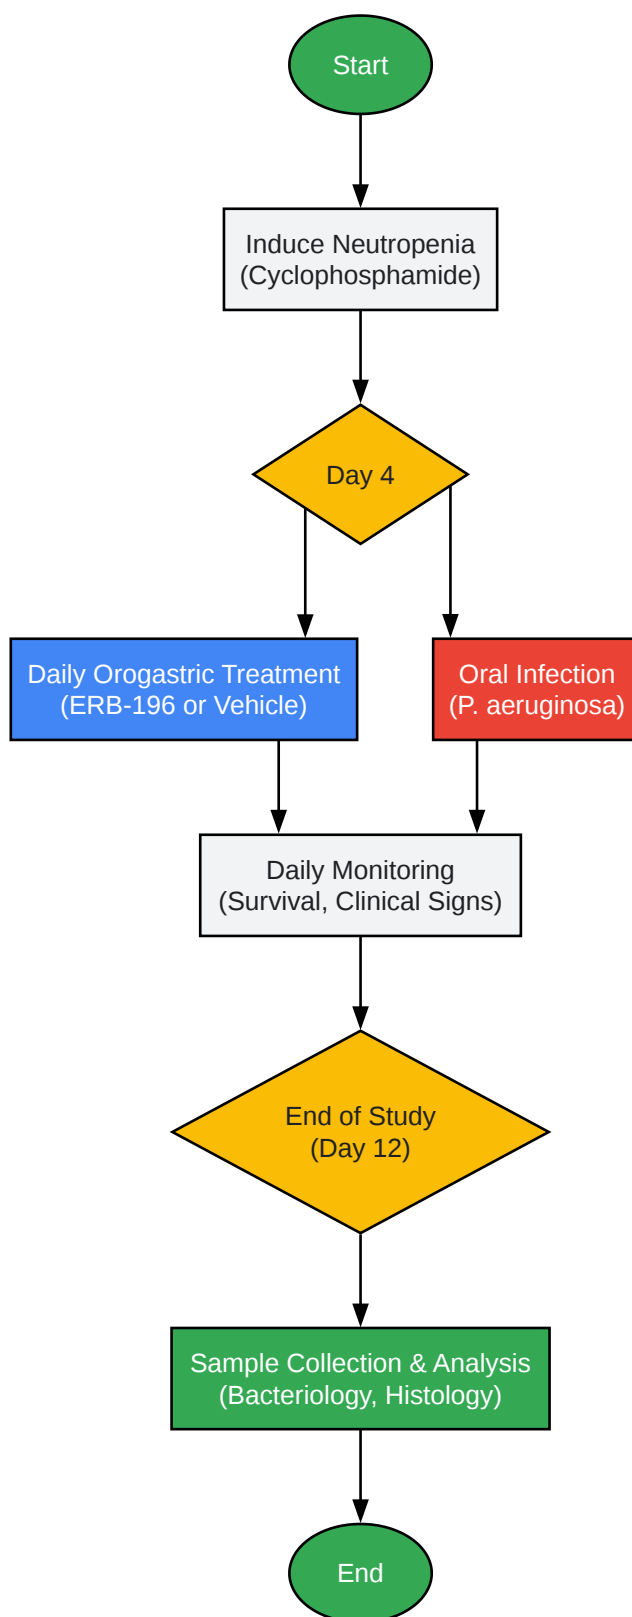 Start
Induce Neutropenia
(Cyclophosphamide)
Day 4
Daily Orogastric Treatment
(ERB-196 or Vehicle)
Oral Infection
(P. aeruginosa)
Daily Monitoring
(Survival, Clinical Signs)
End of Study
(Day 12)
Sample Collection & Analysis
(Bacteriology, Histology)
End